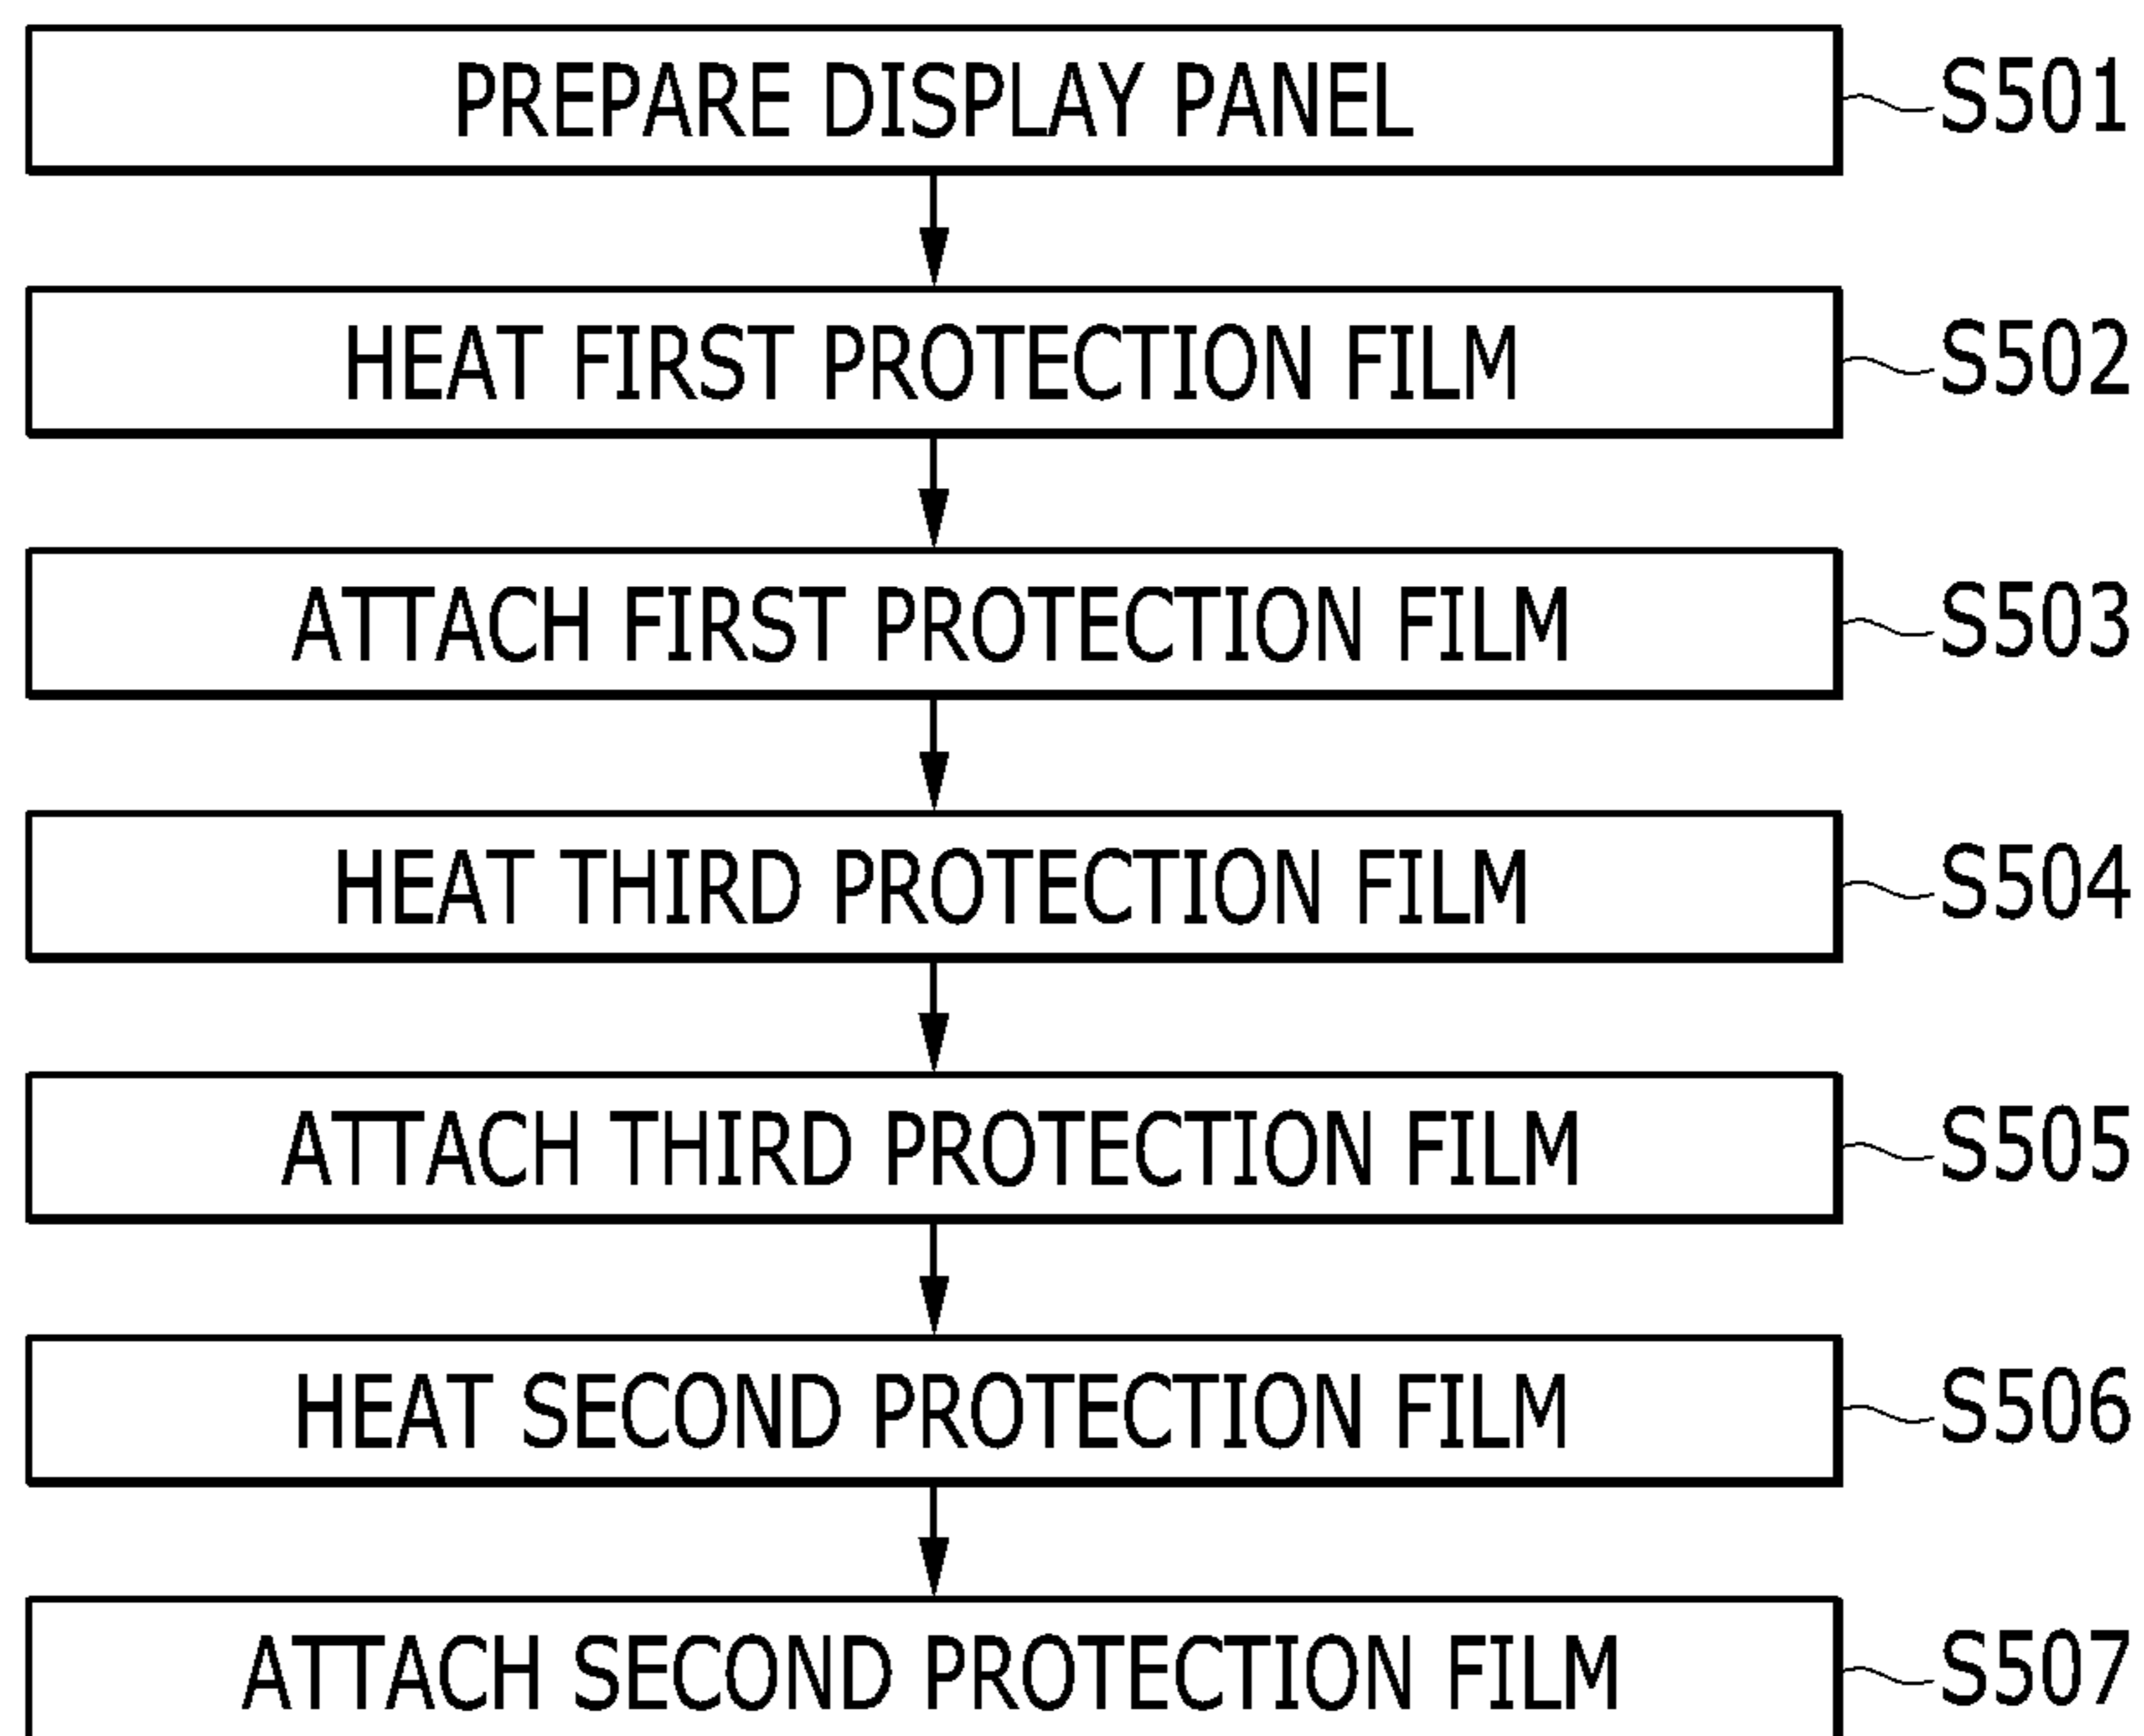 PREPARE DISPLAY PANEL S501
HEAT FIRST PROTECTION FILM S502
ATTACH FIRST PROTECTION FILM S503
HEAT THIRD PROTECTION FILM S504
ATTACH THIRD PROTECTION FILM S505
HEAT SECOND PROTECTION FILM S506
ATTACH SECOND PROTECTION FILM S507